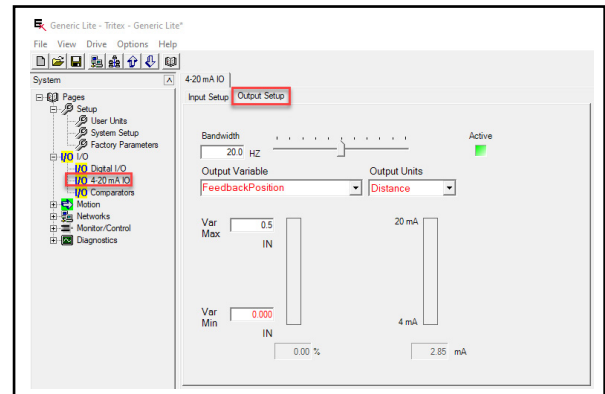 Generic Lite - Tritex - Generic Lite*
File View Drive Options Help
System
Pages
Setup
User Units
System Setup
Factory Parameters
I/O I/O
I/O Digital I/O
I/O 4-20 mA IO
I/O Comparators
Motion
Networks
Monitor/Control
Diagnostics
4-20 mA IO
Input Setup Output Setup
Bandwidth Active
20.0 HZ
Output Variable Output Units
FeedbackPosition Distance
Var Max 0.5 20 mA
IN
Var Min 0.000 4 mA
IN
0.00 % 2.85 mA